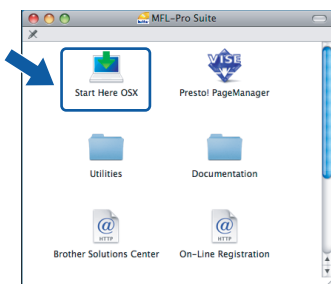 MFL-Pro Suite
VISE
Start Here OSX
Presto! PageManager
Utilities
Documentation
@
HTTP
@
HTTP
Brother Solutions Center
On-Line Registration